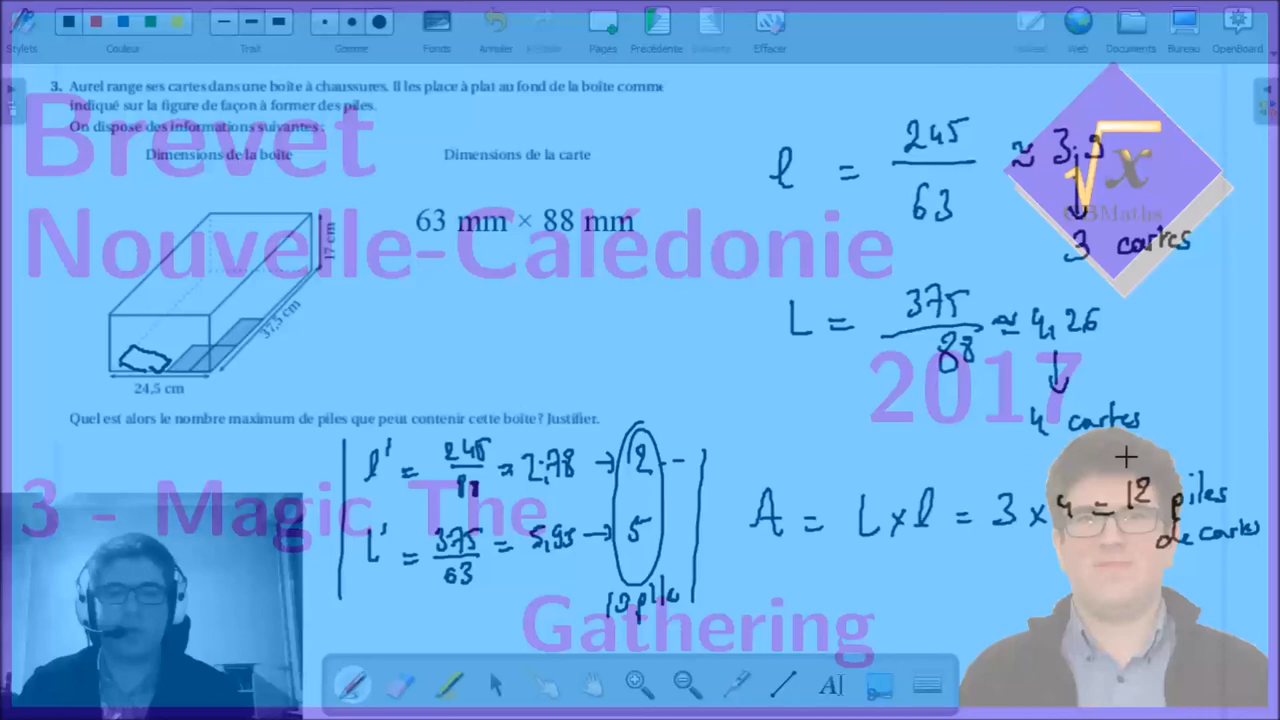 Stylets
Couleur
Trait
Gomme
Fonds
Annuler
Pages
Précédente
Effacer
Web
Documents
Bureau
OpenBoard
3. Aurel range ses cartes dans une boîte à chaussures. Il les place à plat au fond de la boîte comme
indiqué sur la figure de façon à former des piles.
On dispose des informations suivantes :
Dimensions de la boîte
Dimensions de la carte
63 mm × 88 mm
17 cm
37,5 cm
24,5 cm
Quel est alors le nombre maximum de piles que peut contenir cette boîte ? Justifier.
Brevet
Nouvelle-Calédonie
2017
3 - Magic The
Gathering
√x
Maths
l = 245/63 ≈ 3,9
3 cartes
L = 375/88 ≈ 4,26
4 cartes
A = L x l = 3 x 4 = 12 piles
de cartes
= 2,78 → 2
L' = 375/63 = 5,95 → 5
AI